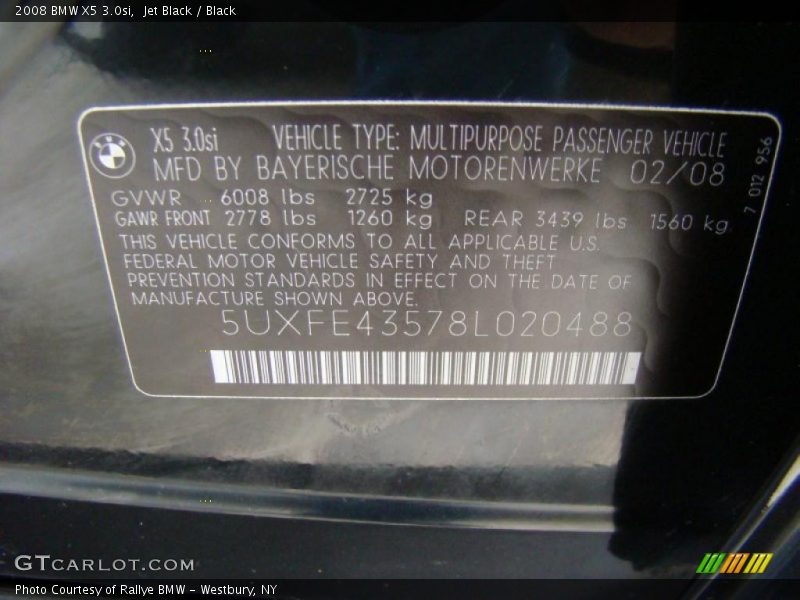 2008 BMW X5 3.0si, Jet Black / Black
X5 3.0si VEHICLE TYPE: MULTIPURPOSE PASSENGER VEHICLE
MFD BY BAYERISCHE MOTORENWERKE 02/08
GVWR 6008 lbs 2725 kg
GAWR FRONT 2778 lbs 1260 kg REAR 3439 lbs 1560 kg
THIS VEHICLE CONFORMS TO ALL APPLICABLE U.S.
FEDERAL MOTOR VEHICLE SAFETY AND THEFT
PREVENTION STANDARDS IN EFFECT ON THE DATE OF
MANUFACTURE SHOWN ABOVE.
5UXFE43578L020488
7 012 956
GTCARLOT.COM
Photo Courtesy of Rallye BMW - Westbury, NY